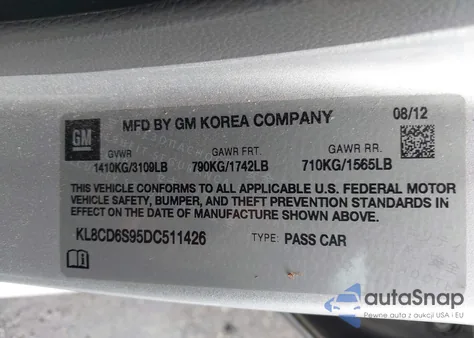 GM
MFD BY GM KOREA COMPANY
08/12
GVWR GAWR FRT. GAWR RR.
1410KG/3109LB 790KG/1742LB 710KG/1565LB
THIS VEHICLE CONFORMS TO ALL APPLICABLE U.S. FEDERAL MOTOR
VEHICLE SAFETY, BUMPER, AND THEFT PREVENTION STANDARDS IN
EFFECT ON THE DATE OF MANUFACTURE SHOWN ABOVE.
KL8CD6S95DC511426 TYPE: PASS CAR
autoSnap
Pewne auta z aukcji USA i EU